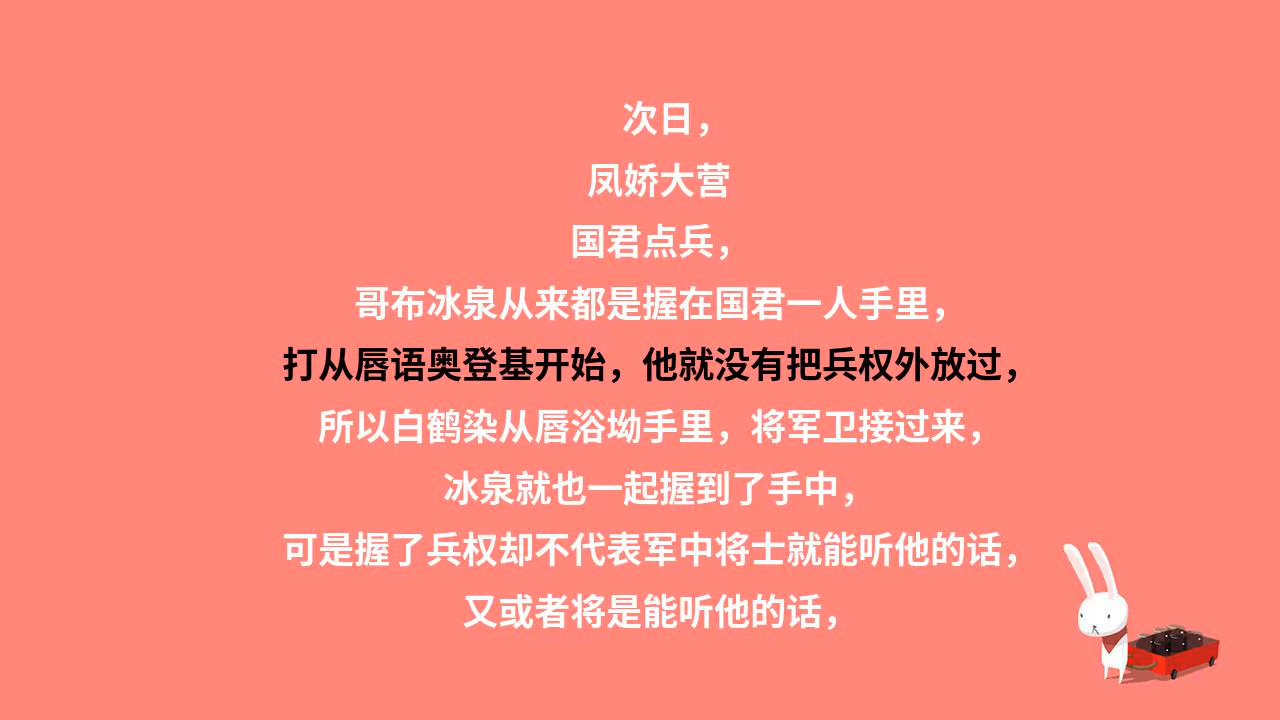 次日，
凤娇大营
国君点兵，
哥布冰泉从来都是握在国君一人手里，
打从唇语奥登基开始，他就没有把兵权外放过，
所以白鹤染从唇浴坳手里，将军卫接过来，
冰泉就也一起握到了手中，
可是握了兵权却不代表军中将士就能听他的话，
又或者将是能听他的话，